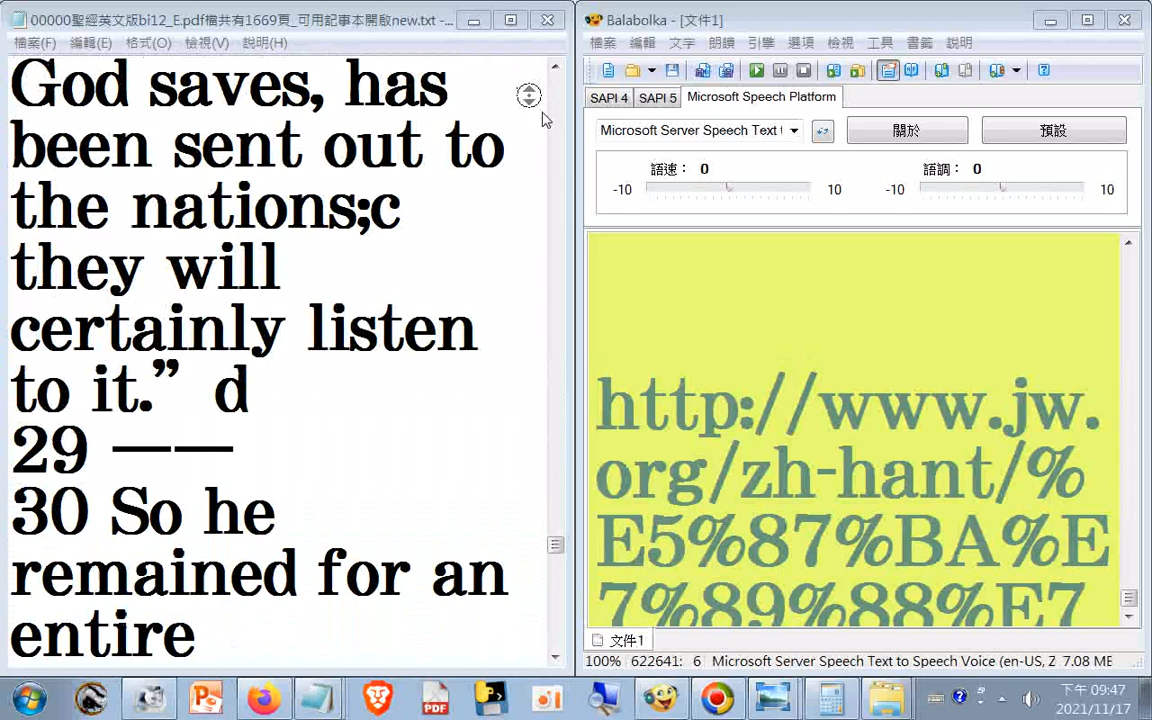 00000聖經英文版bi12_E.pdf檔共有1669頁_可用記事本開啟new.txt -...
檔案(F) 編輯(E) 格式(O) 檢視(V) 說明(H)
God saves, has
been sent out to
the nations;c
they will
certainly listen
to it.” d
29 ——
30 So he
remained for an
entire
Balabolka - [文件1]
檔案 編輯 文字 朗讀 引擎 選項 檢視 工具 書籤 說明
SAPI 4 SAPI 5 Microsoft Speech Platform
Microsoft Server Speech Text t 關於 預設
語速： 0 語調： 0
-10 10 -10 10
http://www.jw.
org/zh-hant/%
E5%87%BA%E
7%89%88%E7
文件1
100% 622641: 6 Microsoft Server Speech Text to Speech Voice (en-US, Z 7.08 ME
PDF
下午 09:47
2021/11/17